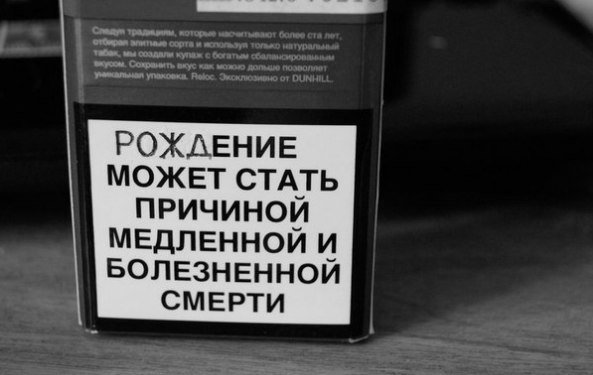 Следуя традициям, которые насчитывают более ста лет,
отбирая элитные сорта и используя только натуральный
табак, мы создали купаж с богатым сбалансированным
вкусом. Сохранить вкус как можно дольше позволяет
уникальная упаковка. Reloc. Эксклюзивно от DUNHILL.
РОЖДЕНИЕ
МОЖЕТ СТАТЬ
ПРИЧИНОЙ
МЕДЛЕННОЙ И
БОЛЕЗНЕННОЙ
СМЕРТИ